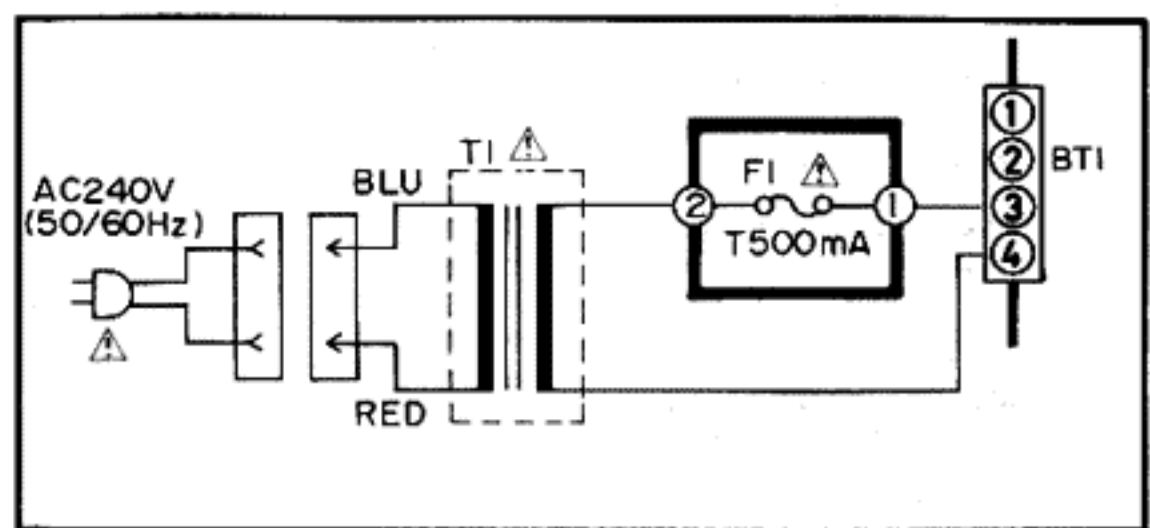 AC240V
(50/60Hz)
BLU
RED
T1
2
F1
T500mA
1
1
2
3
4
BT1